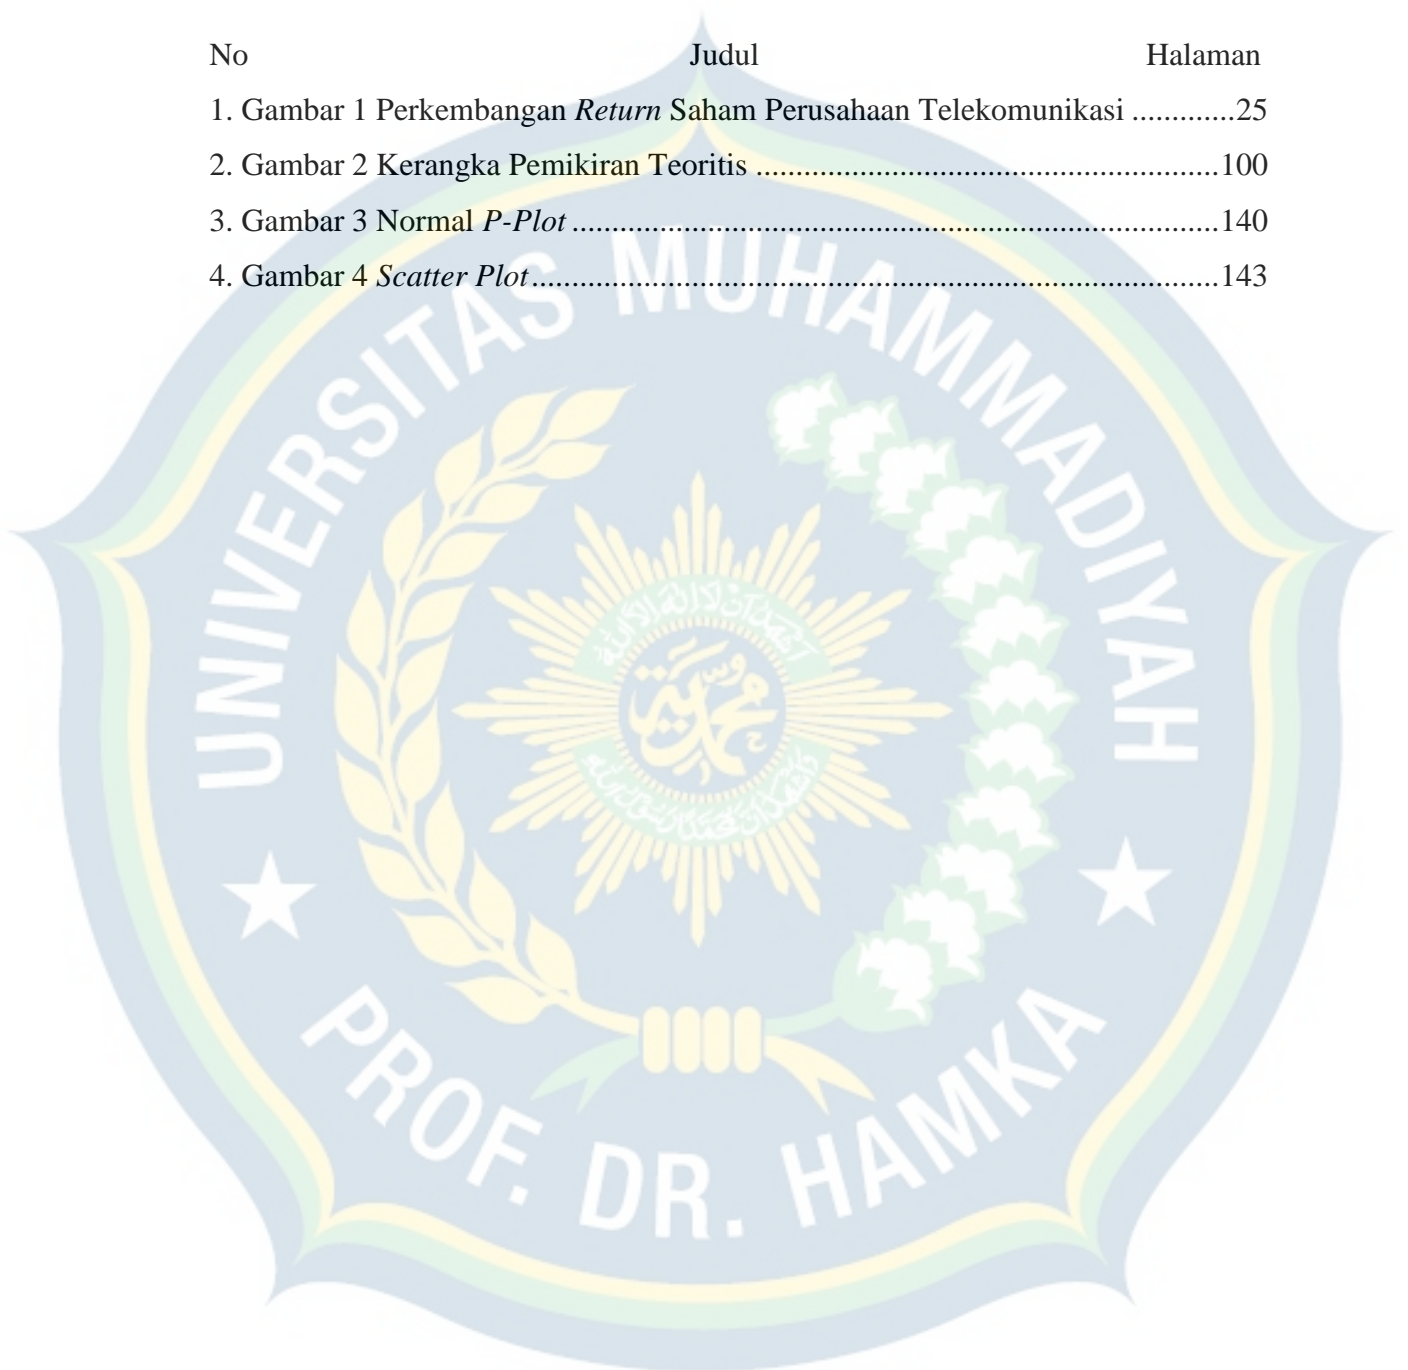 No Judul Halaman
1. Gambar 1 Perkembangan Return Saham Perusahaan Telekomunikasi .............25
2. Gambar 2 Kerangka Pemikiran Teoritis ..........................................................100
3. Gambar 3 Normal P-Plot .................................................................................140
4. Gambar 4 Scatter Plot......................................................................................143
UNIVERSITAS MUHAMMADIYAH
محمدية
PROF. DR. HAMKA